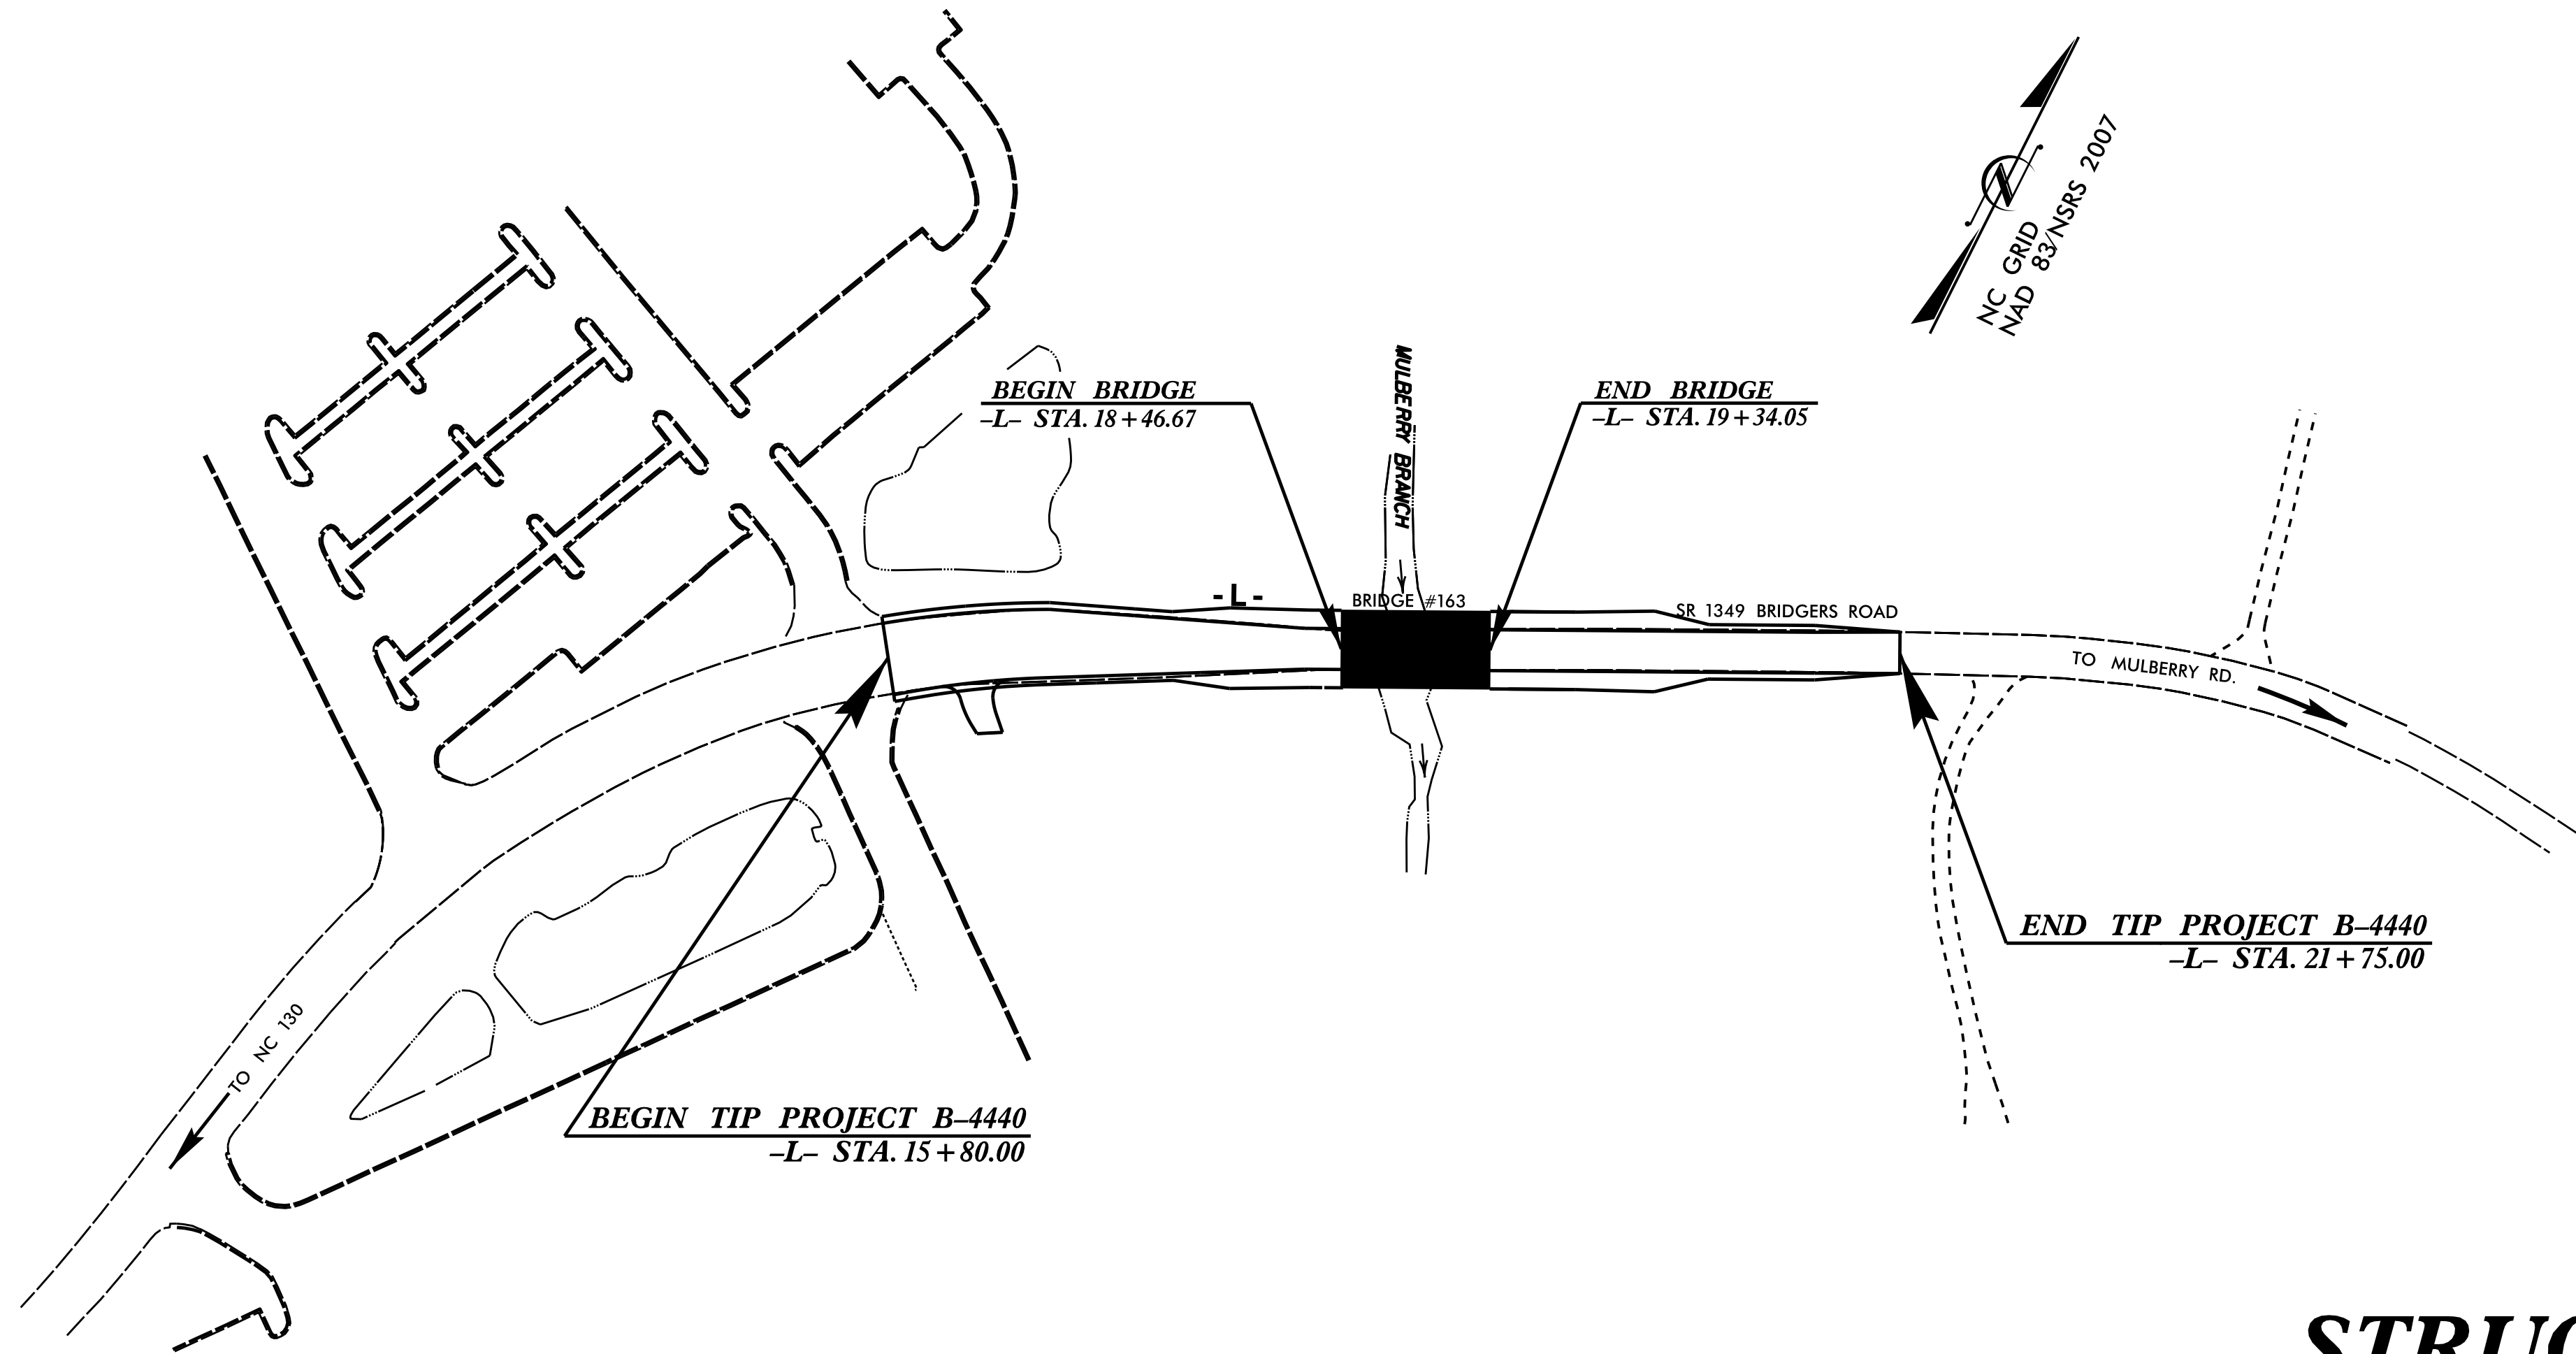 NC GRID
NAD 83/NSRS 2007
BEGIN BRIDGE
–L– STA. 18+46.67
MULBERRY BRANCH
END BRIDGE
–L– STA. 19+34.05
-L-
BRIDGE #163
SR 1349 BRIDGERS ROAD
TO MULBERRY RD.
END TIP PROJECT B–4440
–L– STA. 21+75.00
TO NC 130
BEGIN TIP PROJECT B–4440
–L– STA. 15+80.00